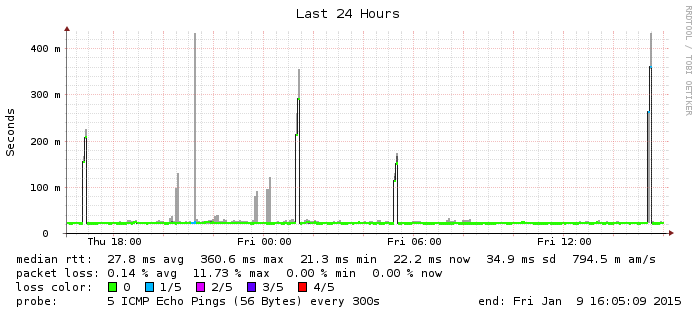 Last 24 Hours
RRDTOOL / TOBI OETIKER
Seconds
400 m
300 m
200 m
100 m
0
Thu 18:00 Fri 00:00 Fri 06:00 Fri 12:00
median rtt: 27.8 ms avg 360.6 ms max 21.3 ms min 22.2 ms now 34.9 ms sd 794.5 m am/s
packet loss: 0.14 % avg 11.73 % max 0.00 % min 0.00 % now
loss color: 0 1/5 2/5 3/5 4/5
probe: 5 ICMP Echo Pings (56 Bytes) every 300s end: Fri Jan 9 16:05:09 2015